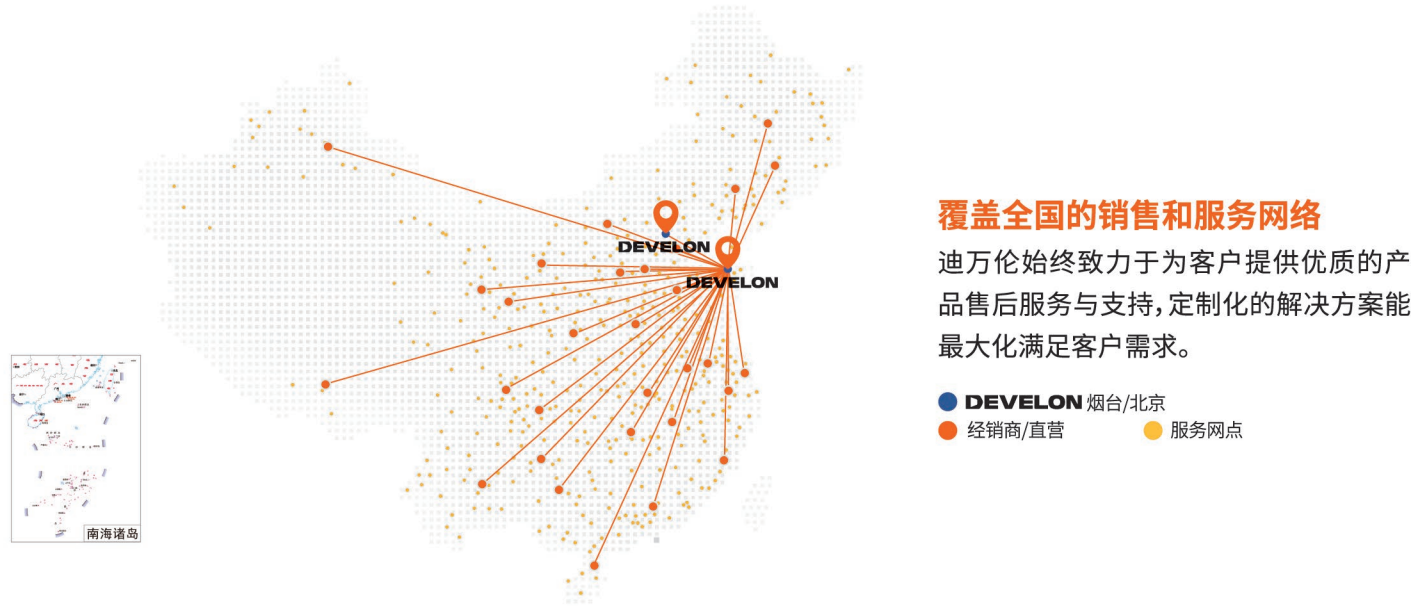 DEVELON
DEVELON
南海诸岛
覆盖全国的销售和服务网络
迪万伦始终致力于为客户提供优质的产
品售后服务与支持，定制化的解决方案能
最大化满足客户需求。
DEVELON 烟台/北京
经销商/直营
服务网点